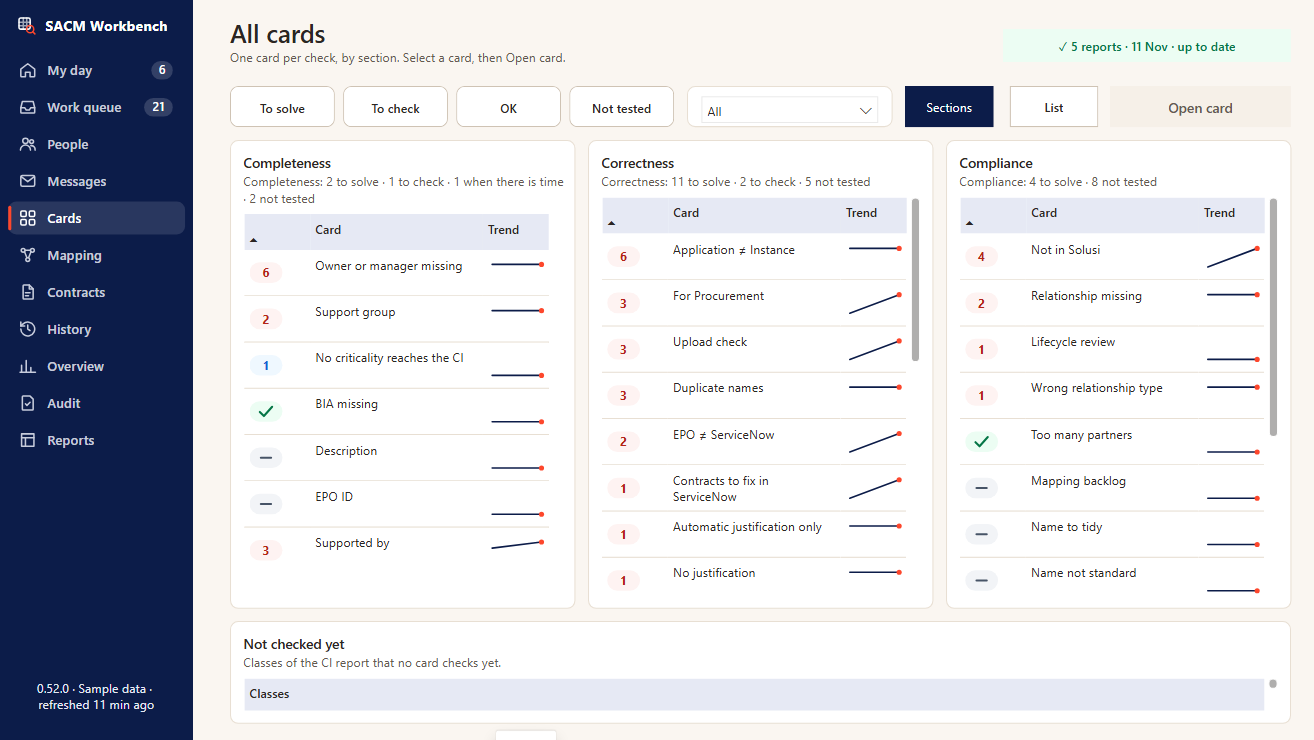 SACM Workbench
My day 6
Work queue 21
People
Messages
Cards
Mapping
Contracts
History
Overview
Audit
Reports
0.52.0 · Sample data ·
refreshed 11 min ago
All cards
One card per check, by section. Select a card, then Open card.
✓ 5 reports · 11 Nov · up to date
To solve
To check
OK
Not tested
All
Sections
List
Open card
Completeness
Completeness: 2 to solve · 1 to check · 1 when there is time
· 2 not tested
Card Trend
6 Owner or manager missing
2 Support group
1 No criticality reaches the CI
BIA missing
Description
EPO ID
3 Supported by
Correctness
Correctness: 11 to solve · 2 to check · 5 not tested
Card Trend
6 Application ≠ Instance
3 For Procurement
3 Upload check
3 Duplicate names
2 EPO ≠ ServiceNow
1 Contracts to fix in
ServiceNow
1 Automatic justification only
1 No justification
Compliance
Compliance: 4 to solve · 8 not tested
Card Trend
4 Not in Solusi
2 Relationship missing
1 Lifecycle review
1 Wrong relationship type
Too many partners
Mapping backlog
Name to tidy
Name not standard
Not checked yet
Classes of the CI report that no card checks yet.
Classes